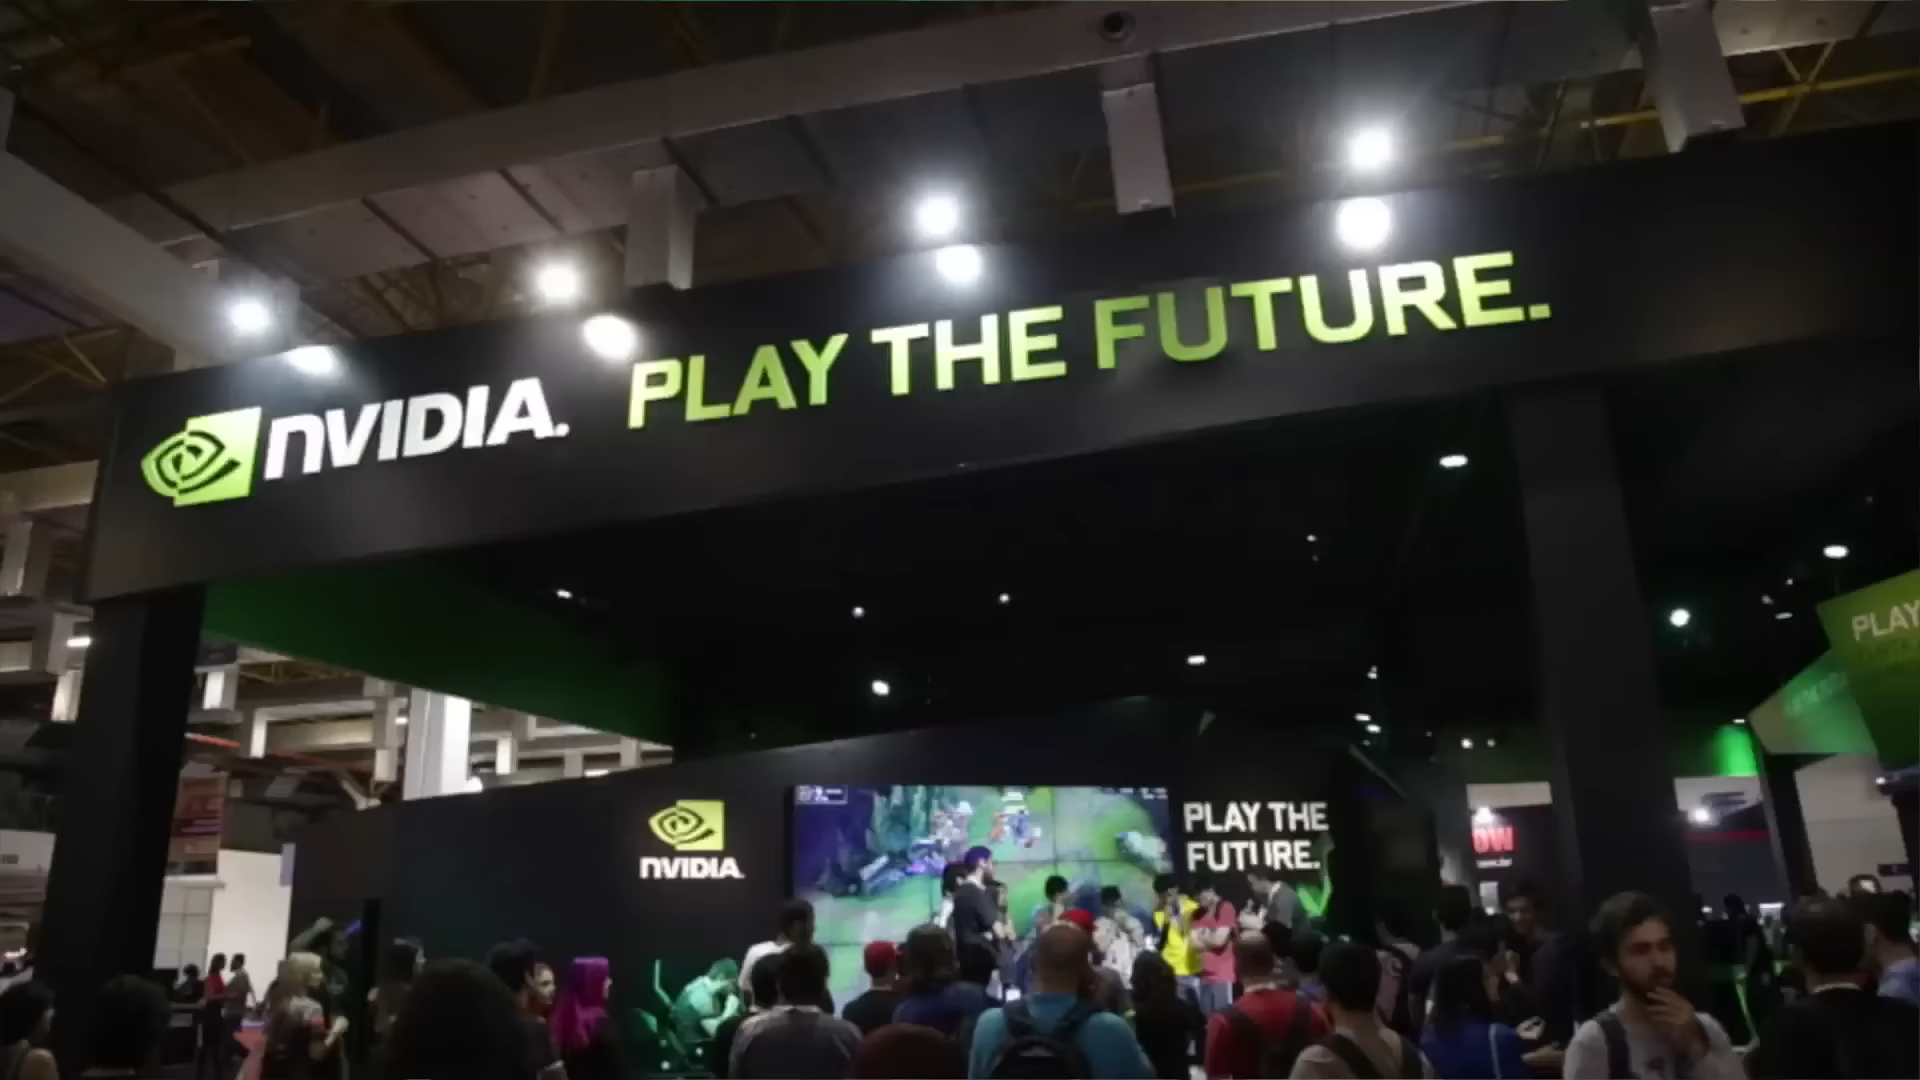 NVIDIA. PLAY THE FUTURE.
NVIDIA.
PLAY THE
FUTURE.
PLAY